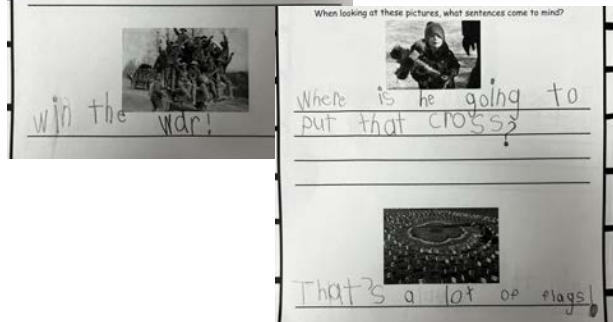 win the war!
When looking at these pictures, what sentences come to mind?
Where is he going to
put that cross?
That's a lot of flags!